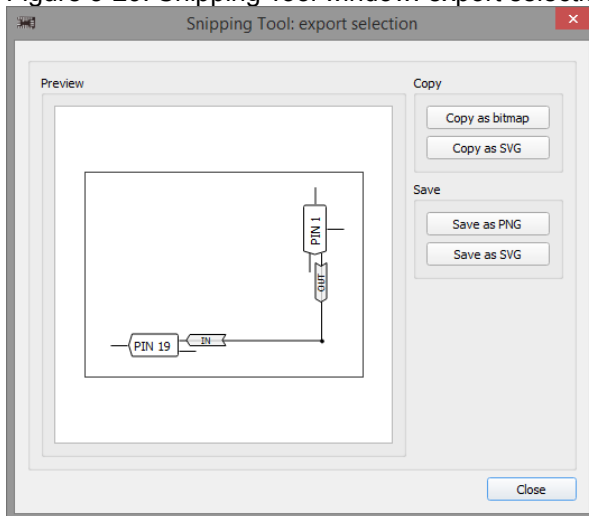 Snipping Tool: export selection
Preview
Copy
Copy as bitmap
Copy as SVG
Save
Save as PNG
Save as SVG
PIN 1
OUT
PIN 19
IN
Close